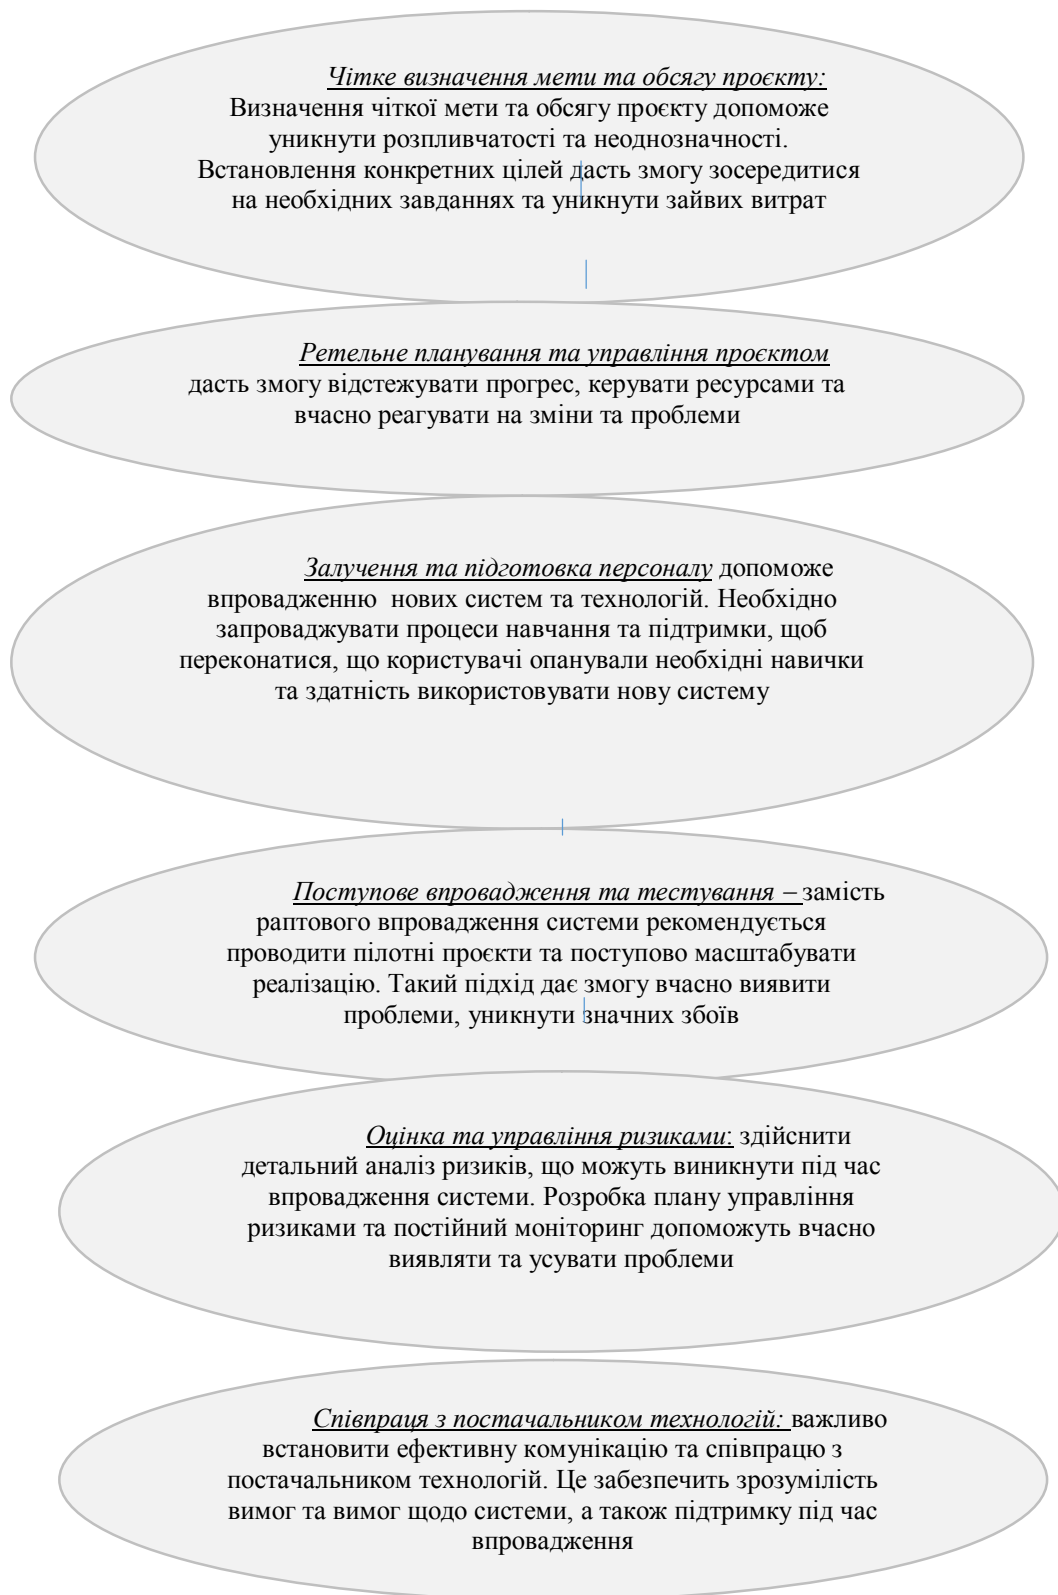 Чітке визначення мети та обсягу проєкту:
Визначення чіткої мети та обсягу проєкту допоможе
уникнути розпливчатості та неоднозначності.
Встановлення конкретних цілей дасть змогу зосередитися
на необхідних завданнях та уникнути зайвих витрат
Ретельне планування та управління проєктом
дасть змогу відстежувати прогрес, керувати ресурсами та
вчасно реагувати на зміни та проблеми
Залучення та підготовка персоналу допоможе
впровадженню нових систем та технологій. Необхідно
запроваджувати процеси навчання та підтримки, щоб
переконатися, що користувачі опанували необхідні навички
та здатність використовувати нову систему
Поступове впровадження та тестування – замість
раптового впровадження системи рекомендується
проводити пілотні проєкти та поступово масштабувати
реалізацію. Такий підхід дає змогу вчасно виявити
проблеми, уникнути значних збоїв
Оцінка та управління ризиками: здійснити
детальний аналіз ризиків, що можуть виникнути під час
впровадження системи. Розробка плану управління
ризиками та постійний моніторинг допоможуть вчасно
виявляти та усувати проблеми
Співпраця з постачальником технологій: важливо
встановити ефективну комунікацію та співпрацю з
постачальником технологій. Це забезпечить зрозумілість
вимог та вимог щодо системи, а також підтримку під час
впровадження